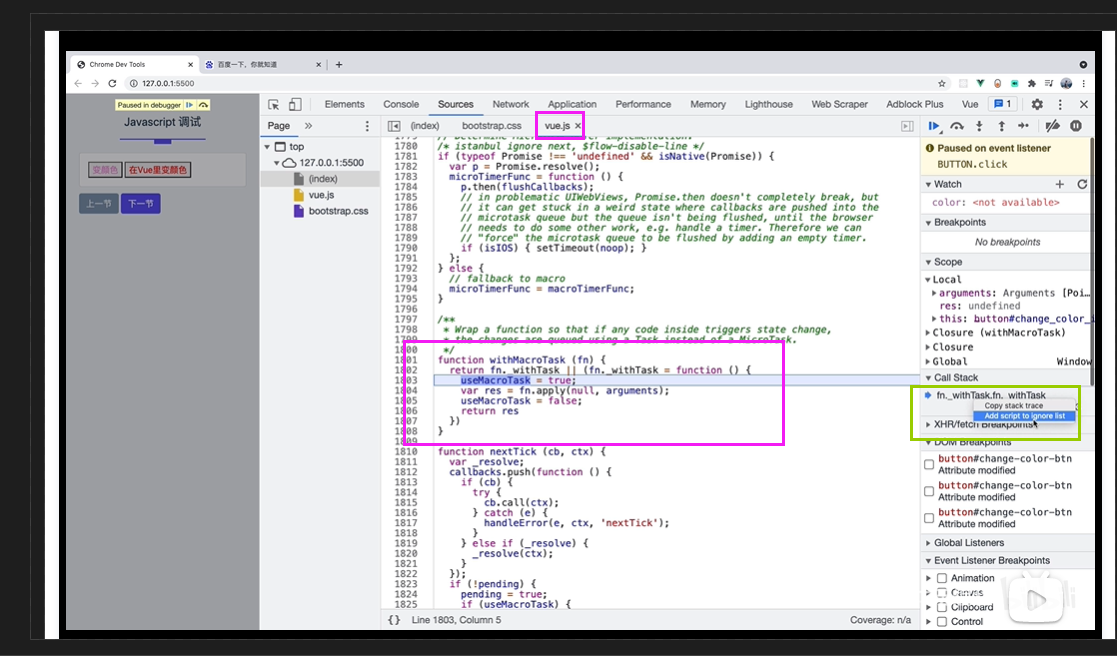 Chrome Dev Tools
百度一下，你就知道
127.0.0.1:5500
Paused in debugger
Javascript 调试
变颜色
在Vue里变颜色
上一节
下一节
Elements
Console
Sources
Network
Application
Performance
Memory
Lighthouse
Web Scraper
Adblock Plus
Vue
1
Page
(index)
bootstrap.css
vue.js
top
127.0.0.1:5500
(index)
vue.js
bootstrap.css
1780 /* istanbul ignore next, $flow-disable-line */
1781 if (typeof Promise !== 'undefined' && isNative(Promise)) {
1782 var p = Promise.resolve();
1783 microTimerFunc = function () {
1784 p.then(flushCallbacks);
1785 // in problematic UIWebViews, Promise.then doesn't completely break, but
1786 // it can get stuck in a weird state where callbacks are pushed into the
1787 // microtask queue but the queue isn't being flushed, until the browser
1788 // needs to do some other work, e.g. handle a timer. Therefore we can
1789 // "force" the microtask queue to be flushed by adding an empty timer.
1790 if (isIOS) { setTimeout(noop); }
1791 };
1792 } else {
1793 // fallback to macro
1794 microTimerFunc = macroTimerFunc;
1795 }
1796
1797 /**
1798 * Wrap a function so that if any code inside triggers state change,
1799 * the changes are queued using a Task instead of a MicroTask.
1800 */
1801 function withMacroTask (fn) {
1802 return fn._withTask || (fn._withTask = function () {
1803 useMacroTask = true;
1804 var res = fn.apply(null, arguments);
1805 useMacroTask = false;
1806 return res
1807 })
1808 }
1809
1810 function nextTick (cb, ctx) {
1811 var _resolve;
1812 callbacks.push(function () {
1813 if (cb) {
1814 try {
1815 cb.call(ctx);
1816 } catch (e) {
1817 handleError(e, ctx, 'nextTick');
1818 }
1819 } else if (_resolve) {
1820 _resolve(ctx);
1821 }
1822 });
1823 if (!pending) {
1824 pending = true;
1825 if (useMacroTask) {
Line 1803, Column 5
Coverage: n/a
Paused on event listener
BUTTON.click
Watch
color: <not available>
Breakpoints
No breakpoints
Scope
Local
arguments: Arguments [Poi…
res: undefined
this: button#change_color_
Closure (withMacroTask)
Closure
Global
Window
Call Stack
fn._withTask.fn._withTask
Copy stack trace
Add script to ignore list
XHR/fetch Breakpoints
DOM Breakpoints
button#change-color-btn
Attribute modified
button#change-color-btn
Attribute modified
button#change-color-btn
Attribute modified
Global Listeners
Event Listener Breakpoints
Animation
Canvas
Clipboard
Control